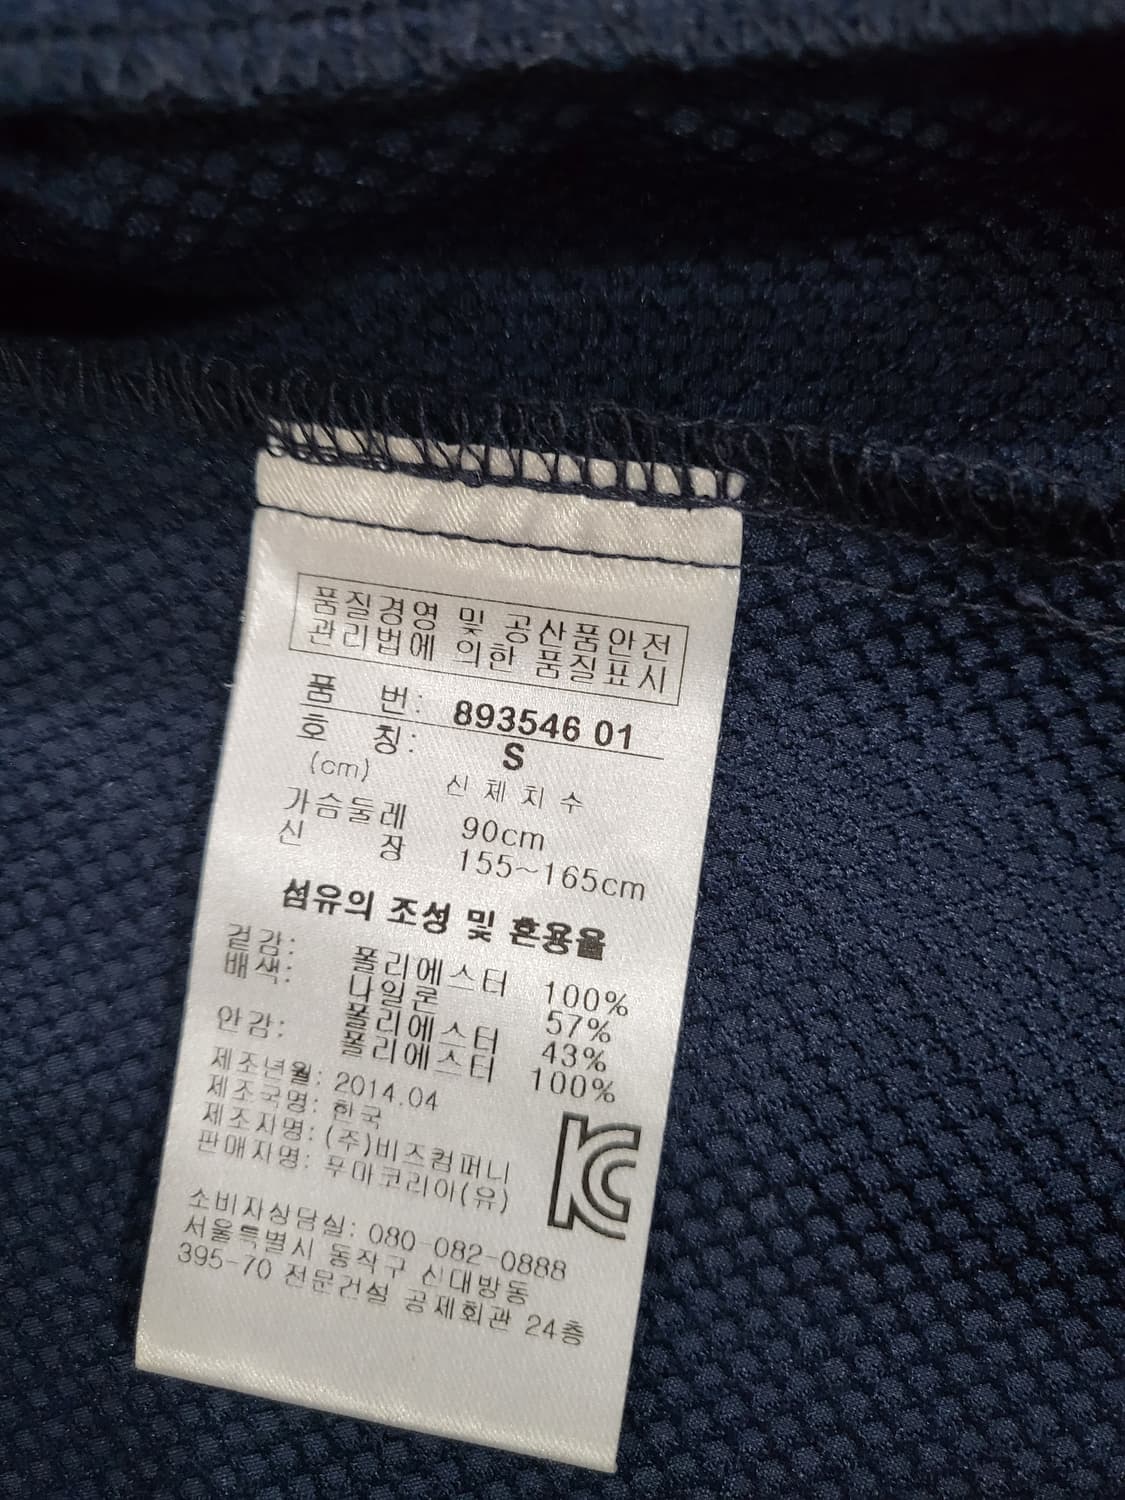 품질경영 및 공산품안전
관리법에 의한 품질표시
품 번: 893546 01
호 칭: S
(cm) 신체치수
가슴둘레 90cm
신 장 155~165cm
섬유의 조성 및 혼용율
겉감: 폴리에스터 100%
배색: 나일론 57%
폴리에스터 43%
안감: 폴리에스터 100%
제조년월: 2014.04
제조국명: 한국
제조자명: (주)비즈컴퍼니
판매자명: 푸마코리아(유)
KC
소비자상담실: 080-082-0888
서울특별시 동작구 신대방동
395-70 전문건설 공제회관 24층